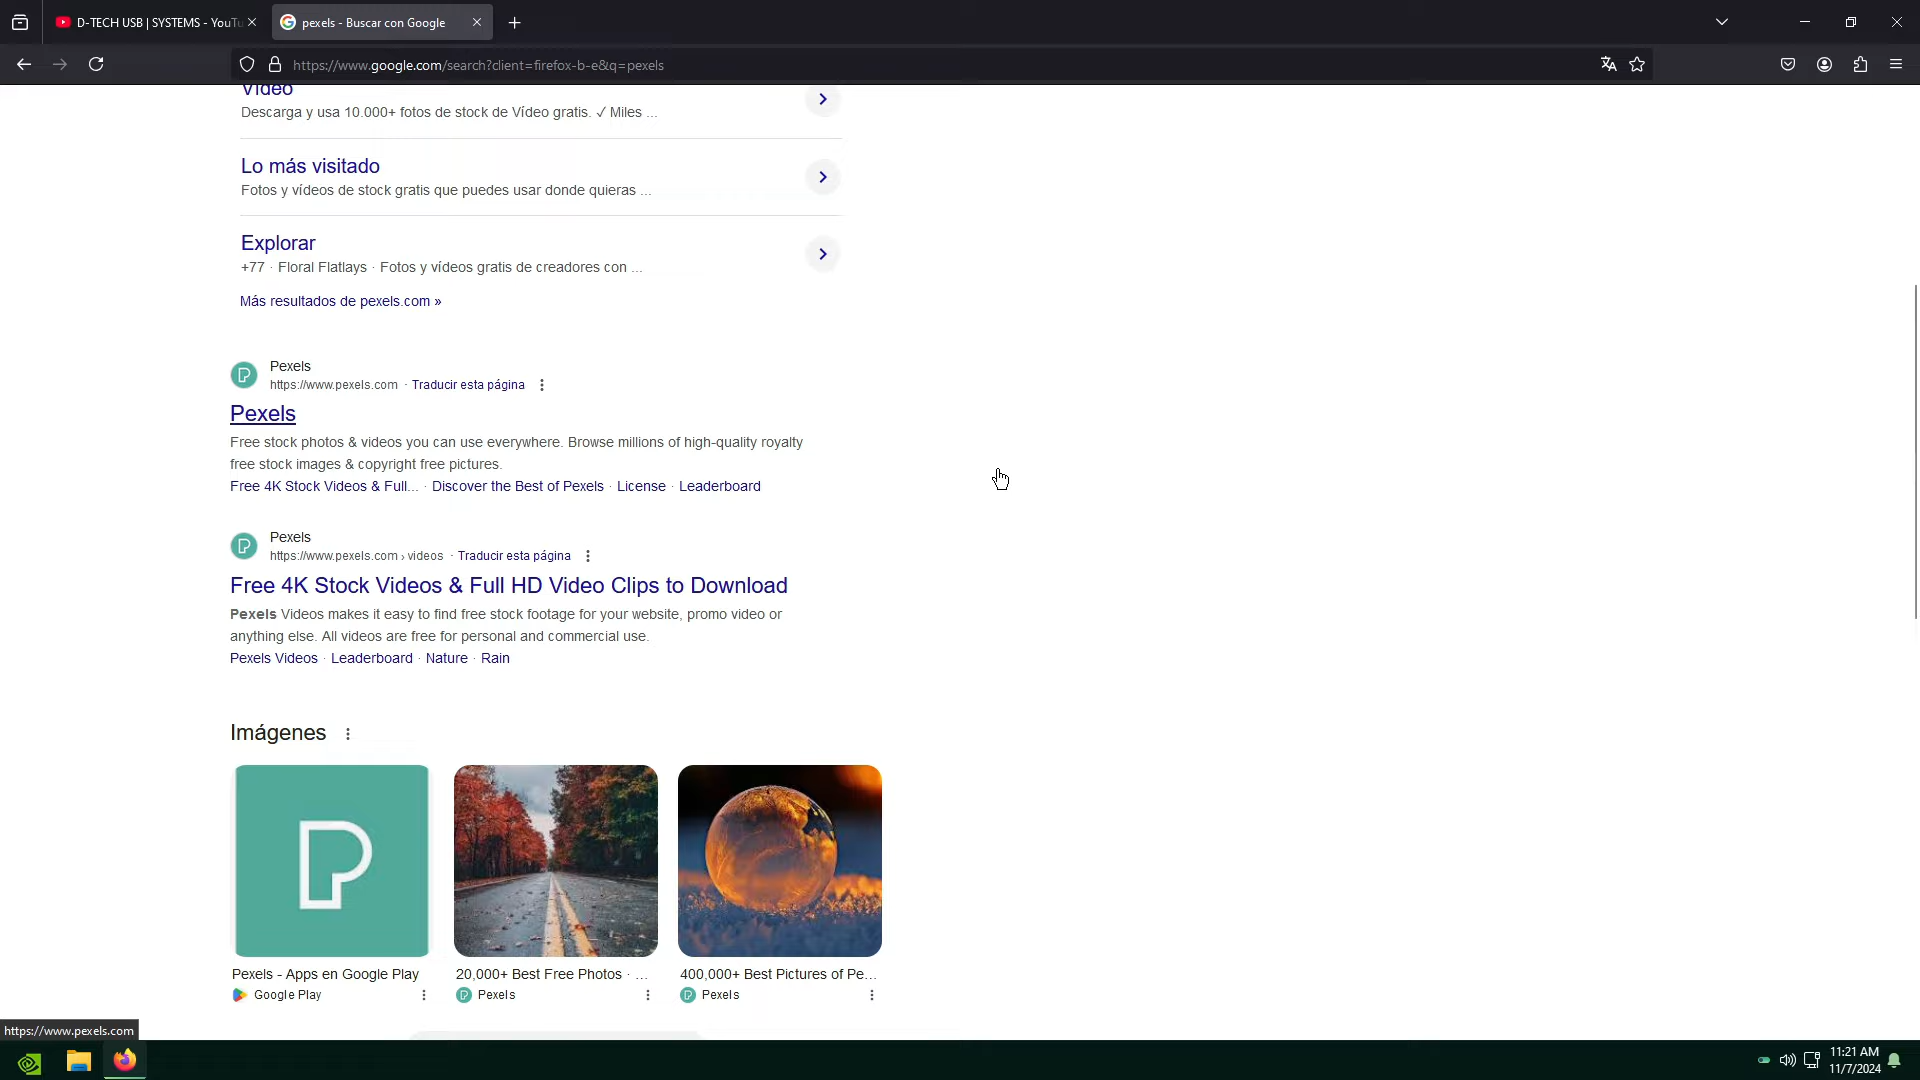 D-TECH USB | SYSTEMS - YouTu
pexels - Buscar con Google
https://www.google.com/search?client=firefox-b-e&q=pexels
Vídeo
Descarga y usa 10.000+ fotos de stock de Vídeo gratis. ✓ Miles ...
Lo más visitado
Fotos y vídeos de stock gratis que puedes usar donde quieras ...
Explorar
+77 · Floral Flatlays · Fotos y vídeos gratis de creadores con ...
Más resultados de pexels.com »
Pexels
https://www.pexels.com · Traducir esta página
Pexels
Free stock photos & videos you can use everywhere. Browse millions of high-quality royalty
free stock images & copyright free pictures.
Free 4K Stock Videos & Full... · Discover the Best of Pexels · License · Leaderboard
Pexels
https://www.pexels.com › videos · Traducir esta página
Free 4K Stock Videos & Full HD Video Clips to Download
Pexels Videos makes it easy to find free stock footage for your website, promo video or
anything else. All videos are free for personal and commercial use.
Pexels Videos · Leaderboard · Nature · Rain
Imágenes
Pexels - Apps en Google Play
Google Play
20,000+ Best Free Photos · ...
Pexels
400,000+ Best Pictures of Pe...
Pexels
https://www.pexels.com
11:21 AM
11/7/2024